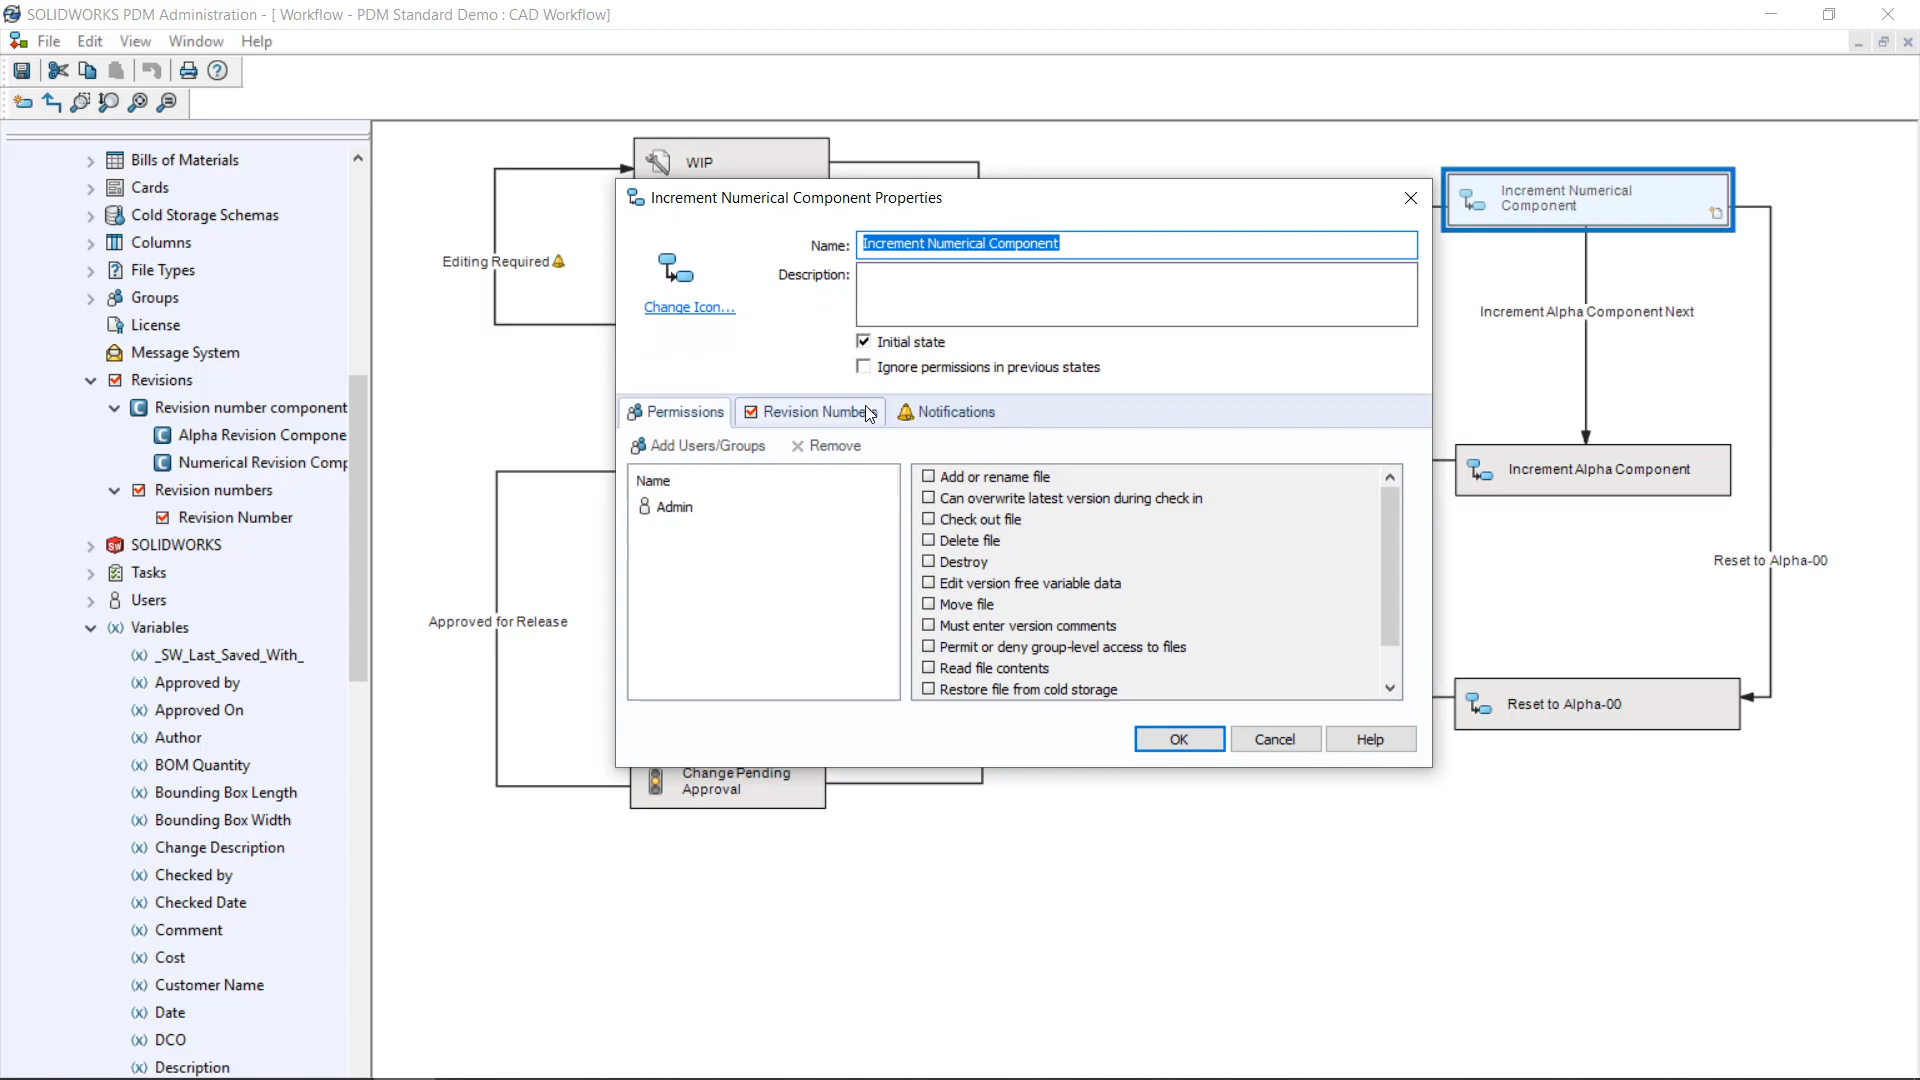 SOLIDWORKS PDM Administration - [ Workflow - PDM Standard Demo : CAD Workflow]
File Edit View Window Help
Bills of Materials
Cards
Cold Storage Schemas
Columns
File Types
Groups
License
Message System
Revisions
Revision number component
Alpha Revision Compone
Numerical Revision Comp
Revision numbers
Revision Number
SOLIDWORKS
Tasks
Users
Variables
_SW_Last_Saved_With_
Approved by
Approved On
Author
BOM Quantity
Bounding Box Length
Bounding Box Width
Change Description
Checked by
Checked Date
Comment
Cost
Customer Name
Date
DCO
Description
WIP
Editing Required
Approved for Release
Change Pending
Approval
Increment Numerical Component Properties
Name: Increment Numerical Component
Description:
Change Icon...
Initial state
Ignore permissions in previous states
Permissions Revision Numbers Notifications
Add Users/Groups Remove
Name
Admin
Add or rename file
Can overwrite latest version during check in
Check out file
Delete file
Destroy
Edit version free variable data
Move file
Must enter version comments
Permit or deny group-level access to files
Read file contents
Restore file from cold storage
OK Cancel Help
Increment Numerical
Component
Increment Alpha Component Next
Increment Alpha Component
Reset to Alpha-00
Reset to Alpha-00